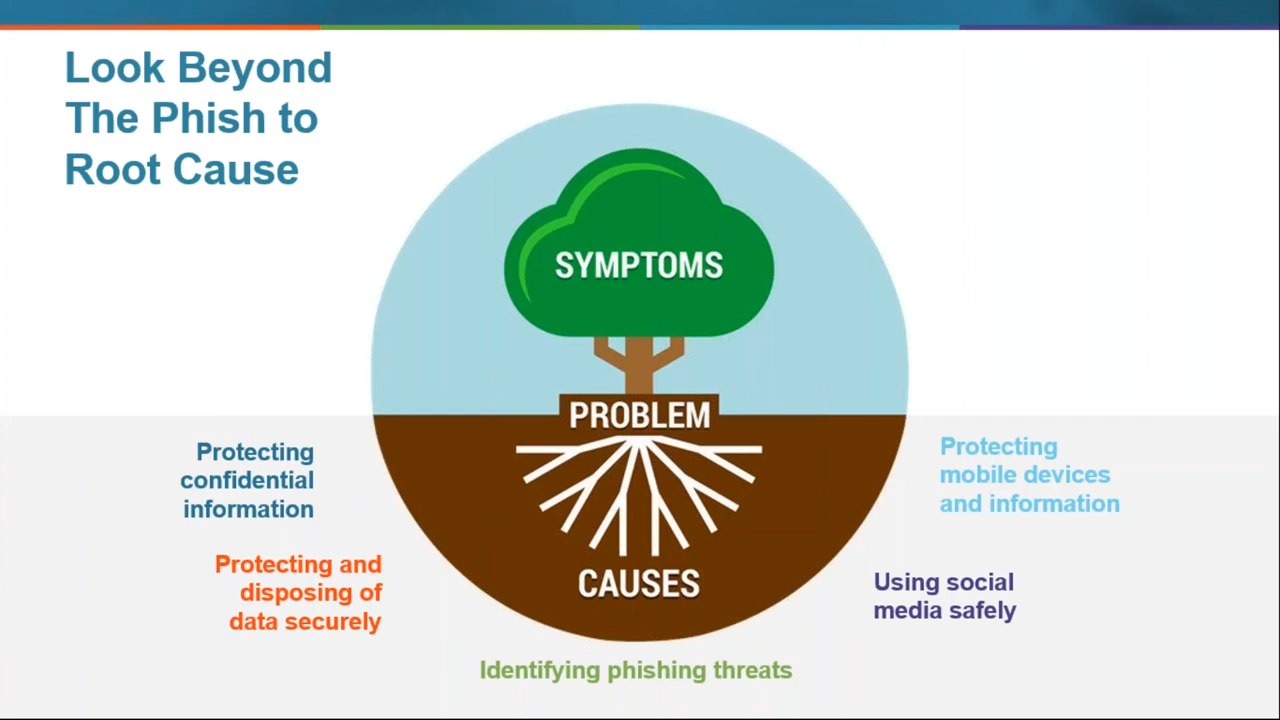 Look Beyond
The Phish to
Root Cause
SYMPTOMS
PROBLEM
CAUSES
Protecting
confidential
information
Protecting and
disposing of
data securely
Identifying phishing threats
Using social
media safely
Protecting
mobile devices
and information